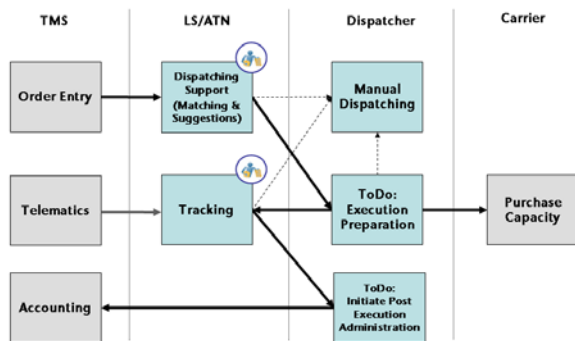 TMS
LS/ATN
Dispatcher
Carrier
Order Entry
Dispatching
Support
(Matching &
Suggestions)
Manual
Dispatching
Telematics
Tracking
ToDo:
Execution
Preparation
Purchase
Capacity
Accounting
ToDo:
Initiate Post
Execution
Administration